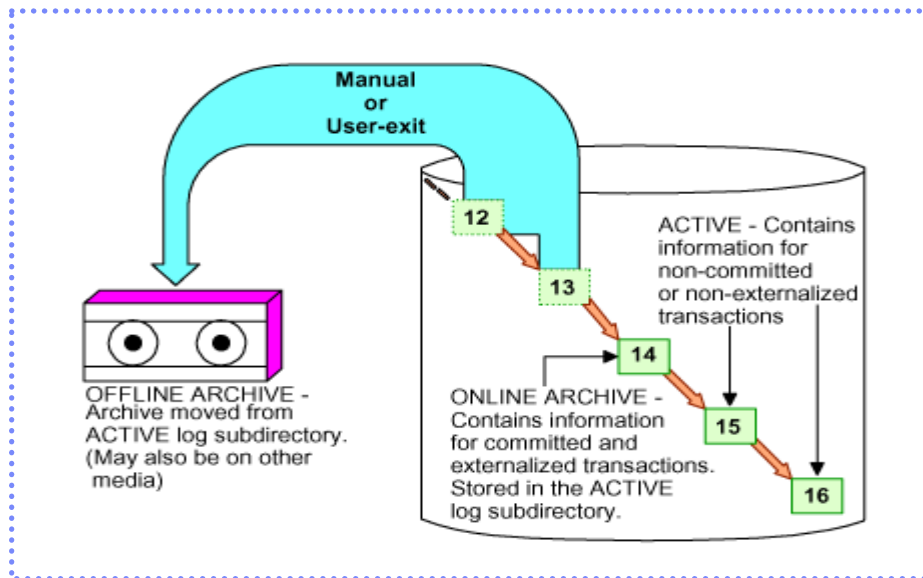 Manual
or
User-exit
12
13
14
15
16
ACTIVE - Contains
information for
non-committed
or non-externalized
transactions
ONLINE ARCHIVE -
Contains information
for committed and
externalized transactions.
Stored in the ACTIVE
log subdirectory.
OFFLINE ARCHIVE -
Archive moved from
ACTIVE log subdirectory.
(May also be on other
media)